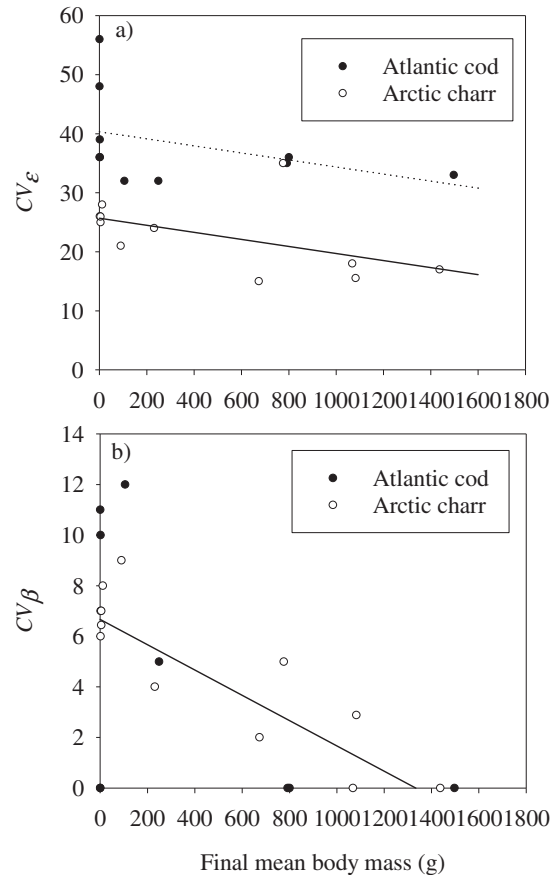 a)
Atlantic cod
Arctic charr
60
50
40
30
20
10
0
CVε
0 200 400 600 800 1000 1200 1400 1600 1800
b)
Atlantic cod
Arctic charr
14
12
10
8
6
4
2
0
CVβ
0 200 400 600 800 1000 1200 1400 1600 1800
Final mean body mass (g)